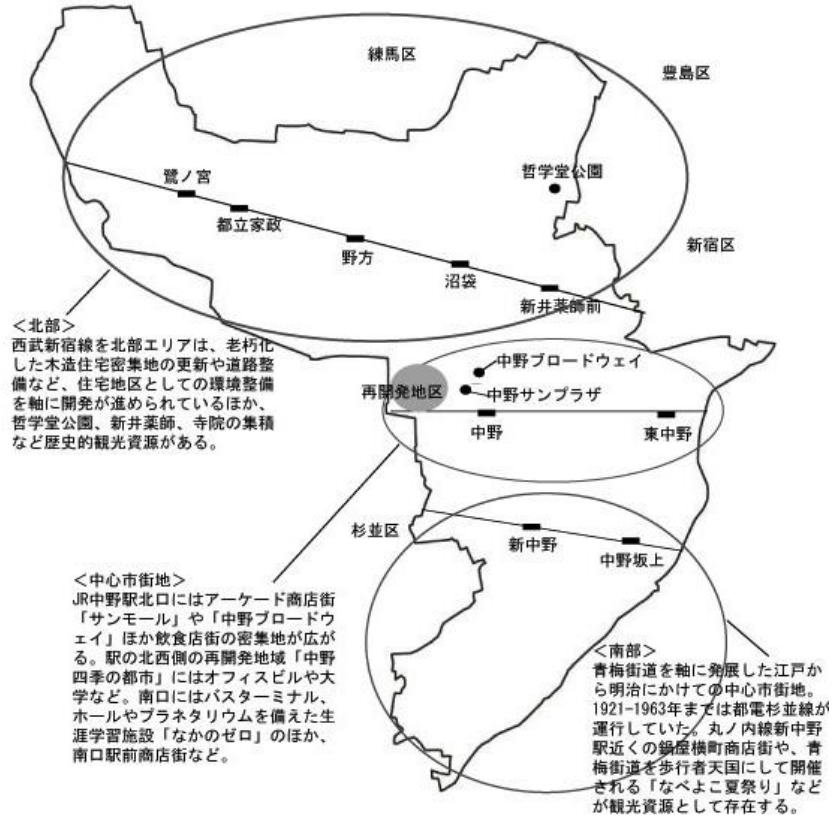 練馬区
豊島区
哲学堂公園
鷺ノ宮
都立家政
野方
新宿区
沼袋
新井薬師前
＜北部＞
西武新宿線を北部エリアは、老朽化
した木造住宅密集地の更新や道路整
備など、住宅地区としての環境整備
を軸に開発が進められているほか、
哲学堂公園、新井薬師、寺院の集積
など歴史的観光資源がある。
中野ブロードウェイ
再開発地区
中野サンプラザ
中野
東中野
杉並区
新中野
中野坂上
＜中心市街地＞
JR中野駅北口にはアーケード商店街
「サンモール」や「中野ブロードウ
ェイ」ほか飲食店街の密集地が広が
る。駅の北西側の再開発地域「中野
四季の都市」にはオフィスビルや大
学など。南口にはバスターミナル、
ホールやプラネタリウムを備えた生
涯学習施設「なかのゼロ」のほか、
南口駅前商店街など。
＜南部＞
青梅街道を軸に発展した江戸か
ら明治にかけての中心市街地。
1921-1963年までは都電杉並線が
運行していた。丸ノ内線新中野
駅近くの鍋屋横町商店街や、青
梅街道を歩行者天国にして開催
される「なべよこ夏祭り」など
が観光資源として存在する。